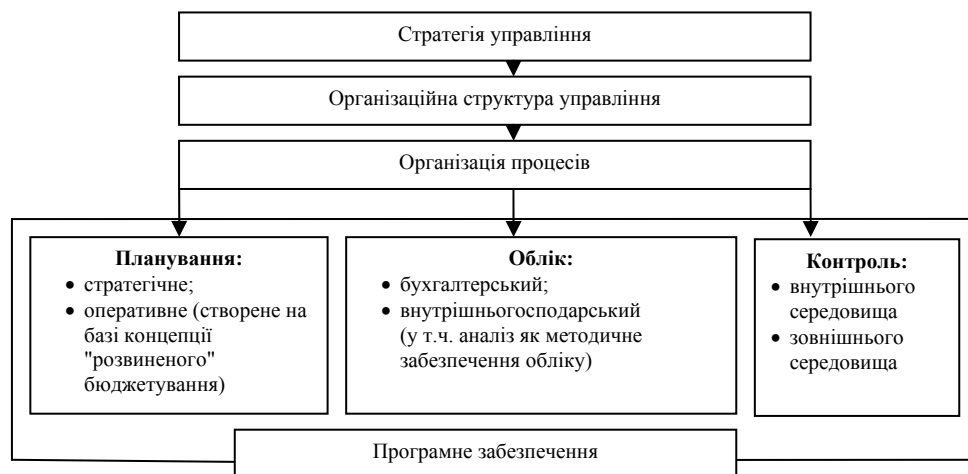 Стратегія управління
Організаційна структура управління
Організація процесів
Планування:
• стратегічне;
• оперативне (створене на
базі концепції
"розвиненого"
бюджетування)
Облік:
• бухгалтерський;
• внутрішньогосподарський
(у т.ч. аналіз як методичне
забезпечення обліку)
Контроль:
• внутрішнього
середовища
• зовнішнього
середовища
Програмне забезпечення